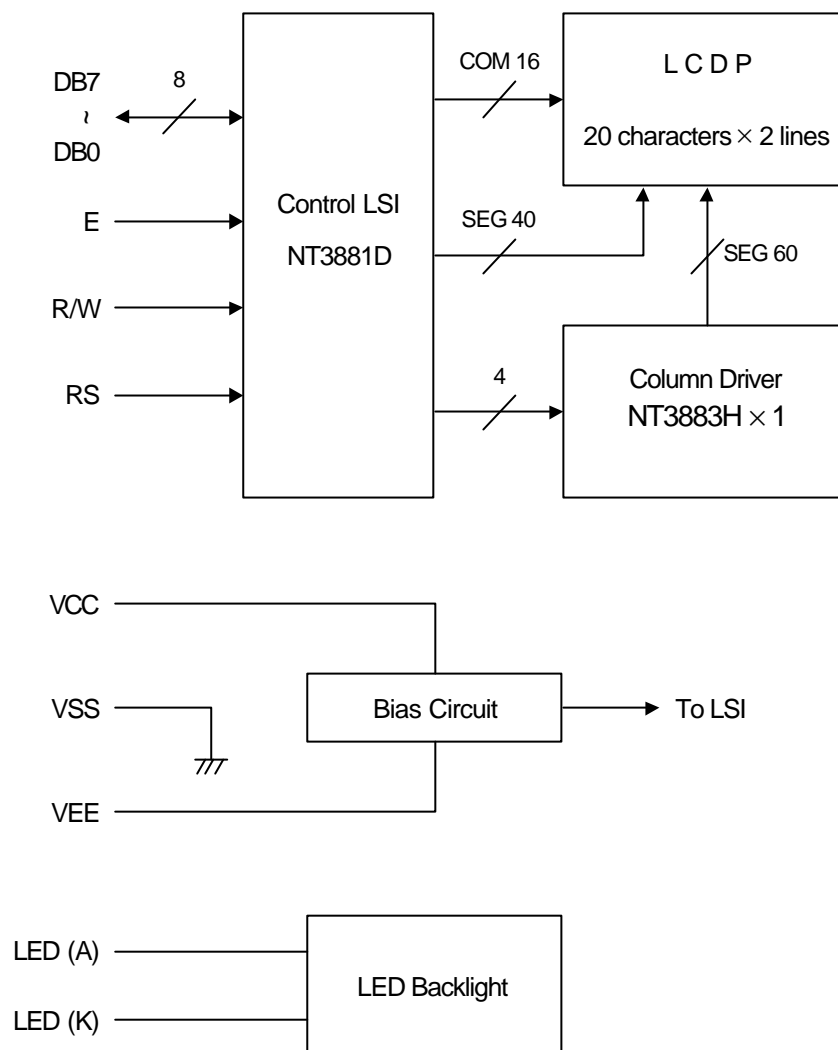 DB7
~
DB0
8
E
R/W
RS
Control LSI
NT3881D
COM 16
SEG 40
4
L C D P
20 characters × 2 lines
SEG 60
Column Driver
NT3883H × 1
VCC
VSS
VEE
Bias Circuit
To LSI
LED (A)
LED (K)
LED Backlight